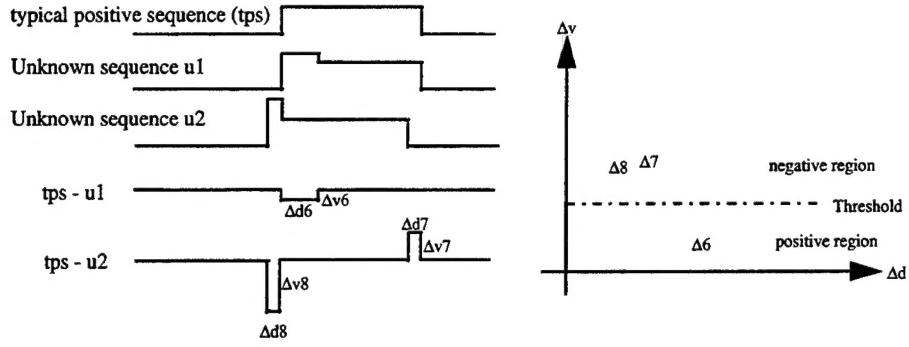 typical positive sequence (tps)
Unknown sequence u1
Unknown sequence u2
tps - u1
Δd6
Δv6
tps - u2
Δd7
Δv7
Δv8
Δd8
Δv
Δ8
Δ7
negative region
Threshold
Δ6
positive region
Δd